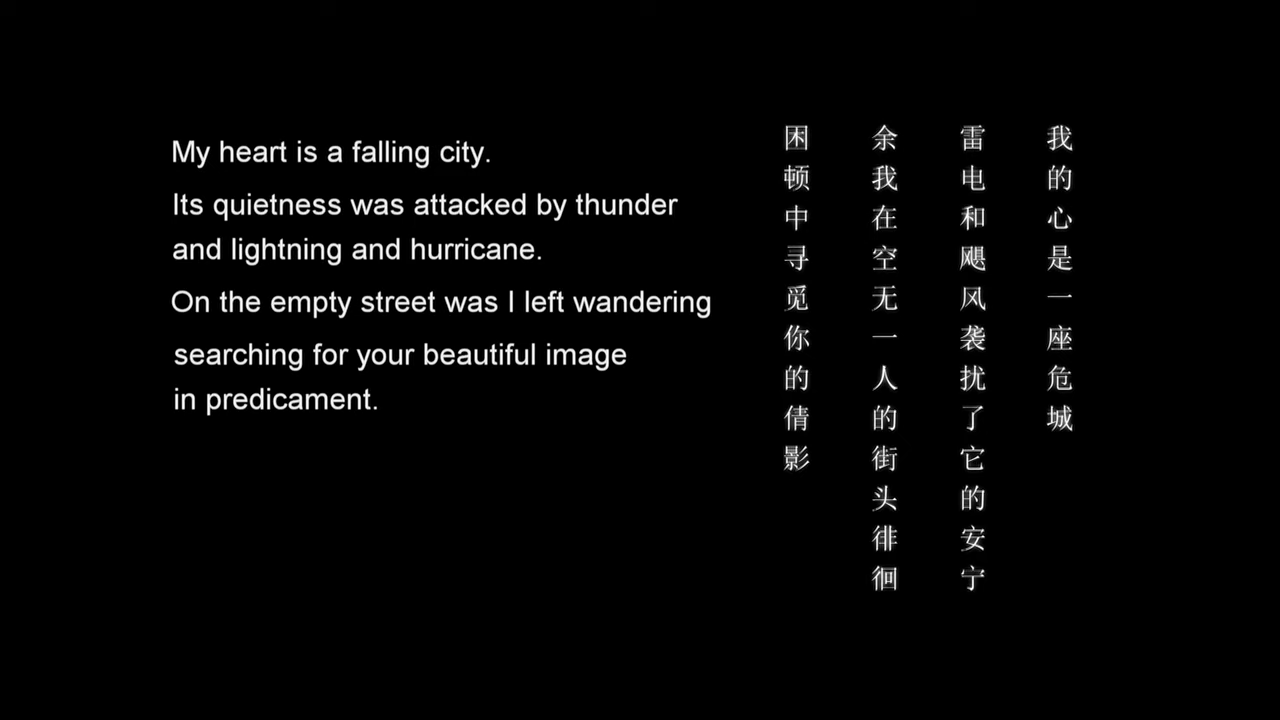 My heart is a falling city.
Its quietness was attacked by thunder
and lightning and hurricane.
On the empty street was I left wandering
searching for your beautiful image
in predicament.
我的心是一座危城
雷电和飓风袭扰了它的安宁
余我在空无一人的街头徘徊
困顿中寻觅你的倩影